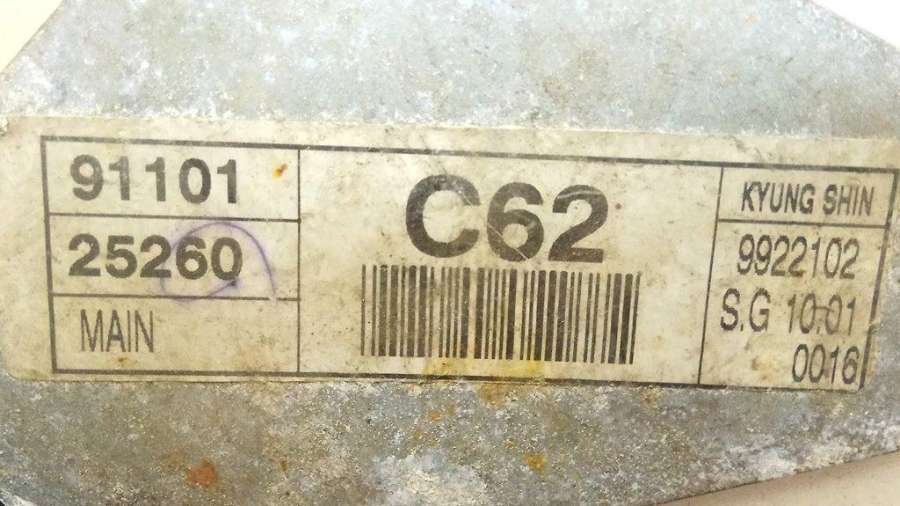 91101
25260
MAIN
C62
KYUNG SHIN
9922102
S.G 10:01
0016